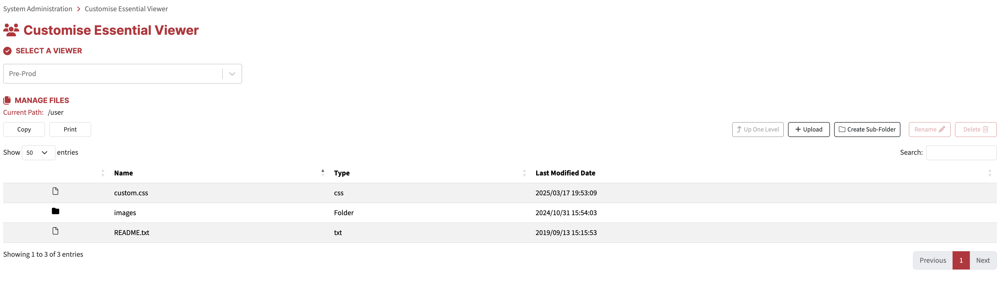 System Administration > Customise Essential Viewer
Customise Essential Viewer
SELECT A VIEWER
Pre-Prod
MANAGE FILES
Current Path: /user
Copy Print Up One Level + Upload Create Sub-Folder Rename Delete
Show 50 entries Search:
Name Type Last Modified Date
custom.css css 2025/03/17 19:53:09
images Folder 2024/10/31 15:54:03
README.txt txt 2019/09/13 15:15:53
Showing 1 to 3 of 3 entries
Previous 1 Next